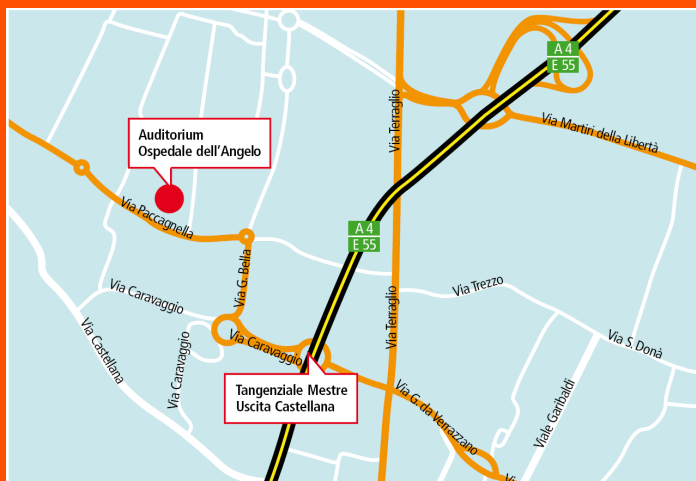 A 4
E 55
Via Terraglio
Via Martiri della Libertà
Auditorium
Ospedale dell'Angelo
Via Paccagnella
A 4
E 55
Via G. Bella
Via Caravaggio
Via Trezzo
Via Terraglio
Via Castellana
Via Caravaggio
Via Caravaggio
Via S. Donà
Tangenziale Mestre
Uscita Castellana
Via G. da Verrazzano
Viale Garibaldi